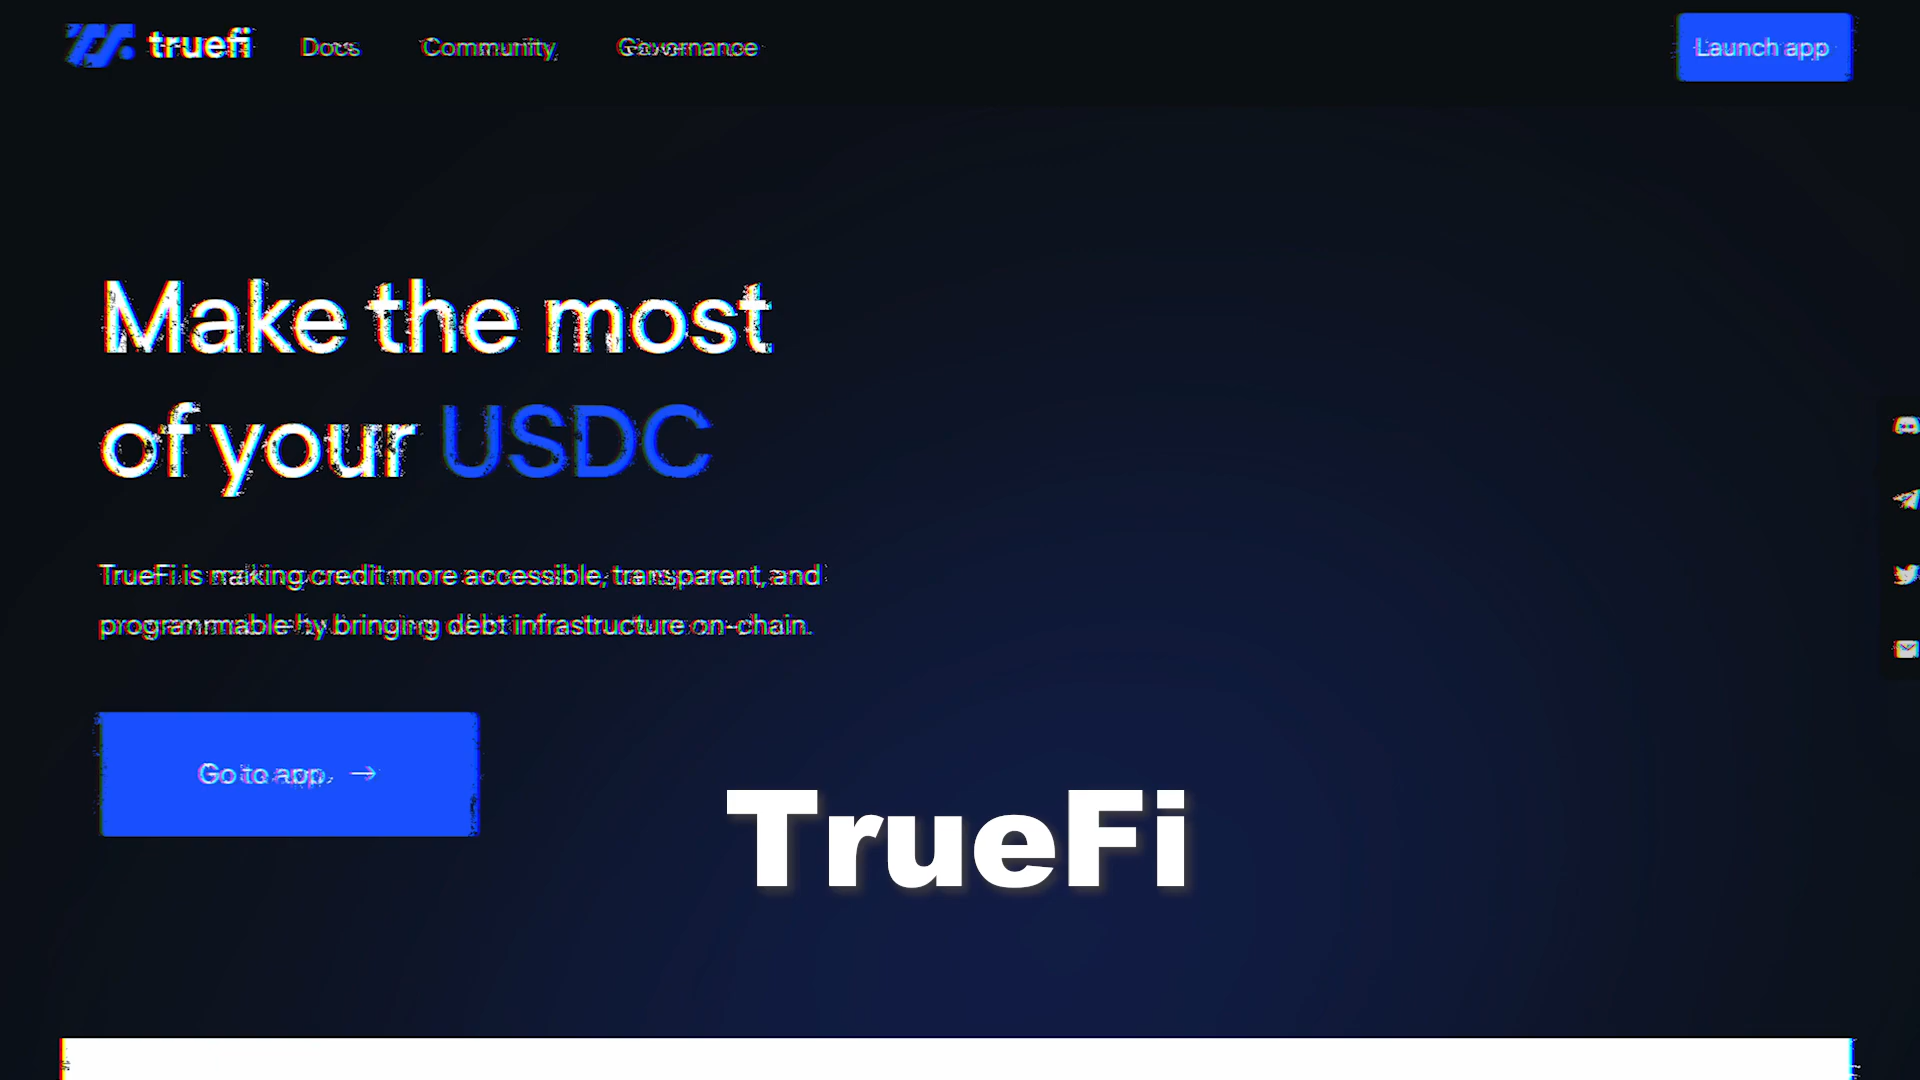 truefi Docs Community Governance Launch app
Make the most
of your USDC
TrueFi is making credit more accessible, transparent, and
programmable by bringing debt infrastructure on-chain.
Go to app →
TrueFi